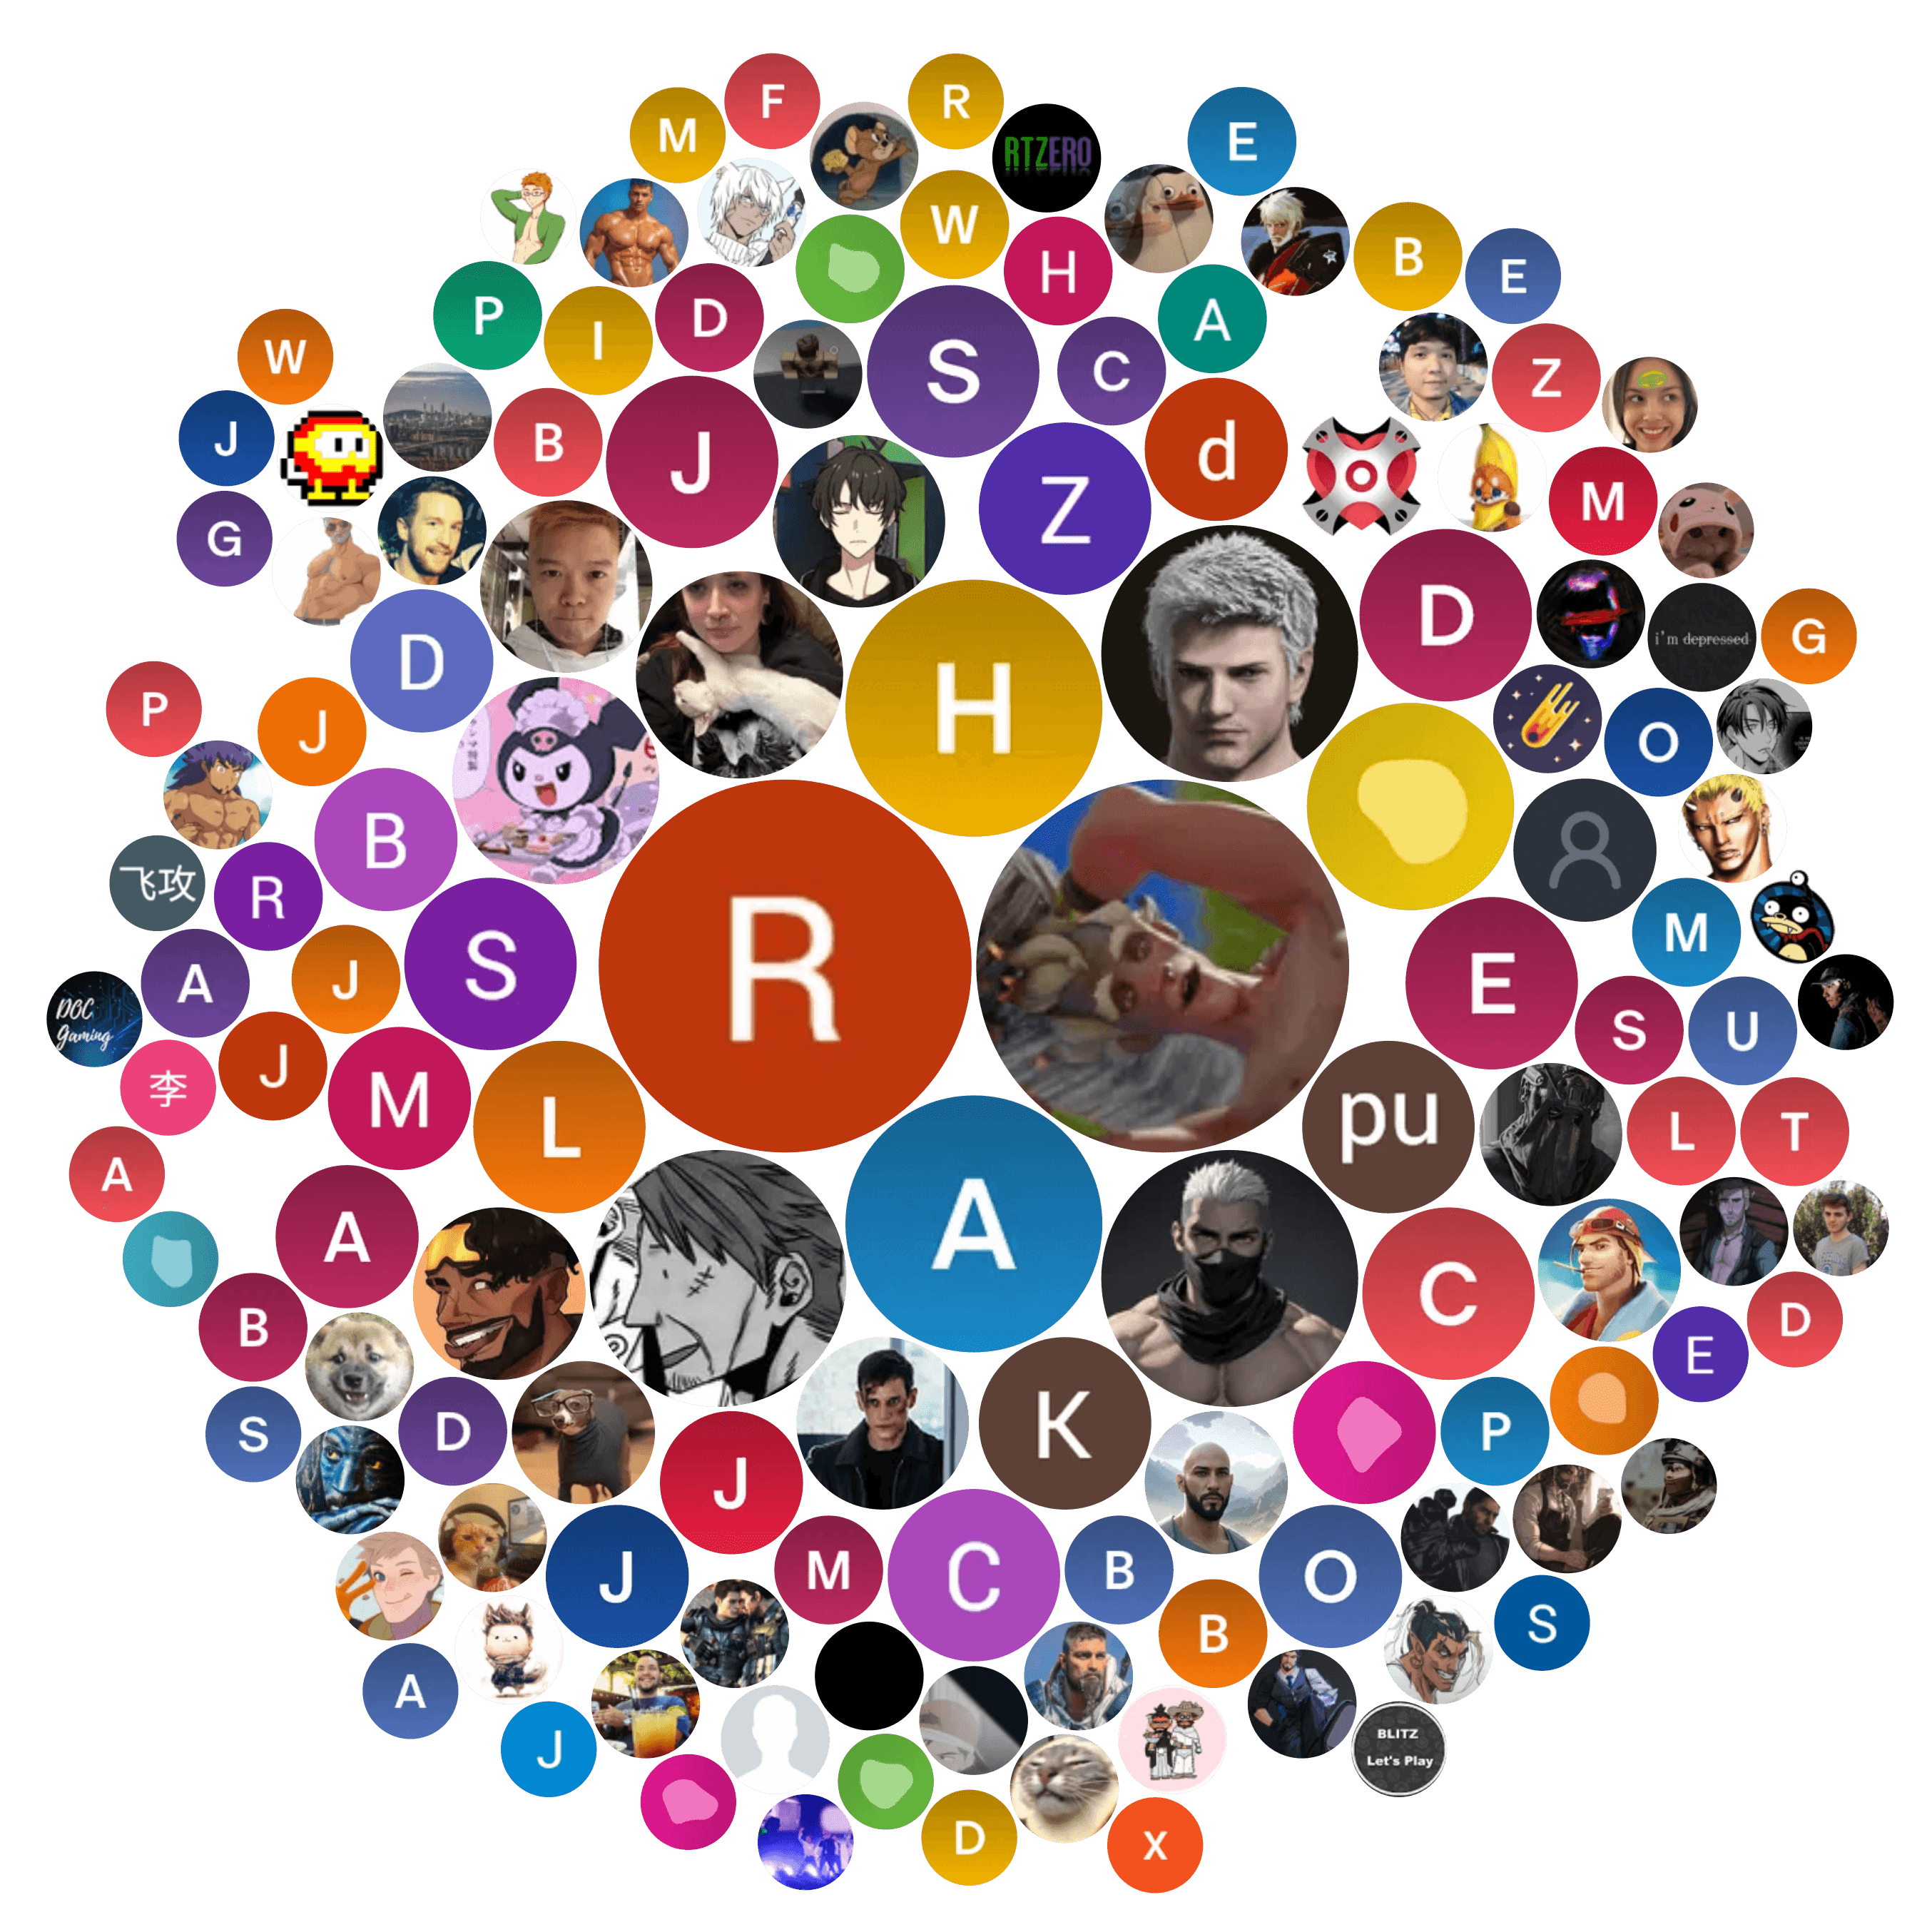 F
R
M
E
RTZERO
W
B
H
E
P
A
D
I
W
S
C
Z
J
B
d
J
M
Z
G
D
G
i'm depressed
D
P
H
J
O
B
飞攻
R
M
R
S
J
A
E
DOC
Gaming
S
U
J
李
M
pu
L
L
T
A
A
A
C
D
B
E
K
S
D
P
J
M
C
B
J
O
S
B
A
BLITZ
Let's Play
J
D
X